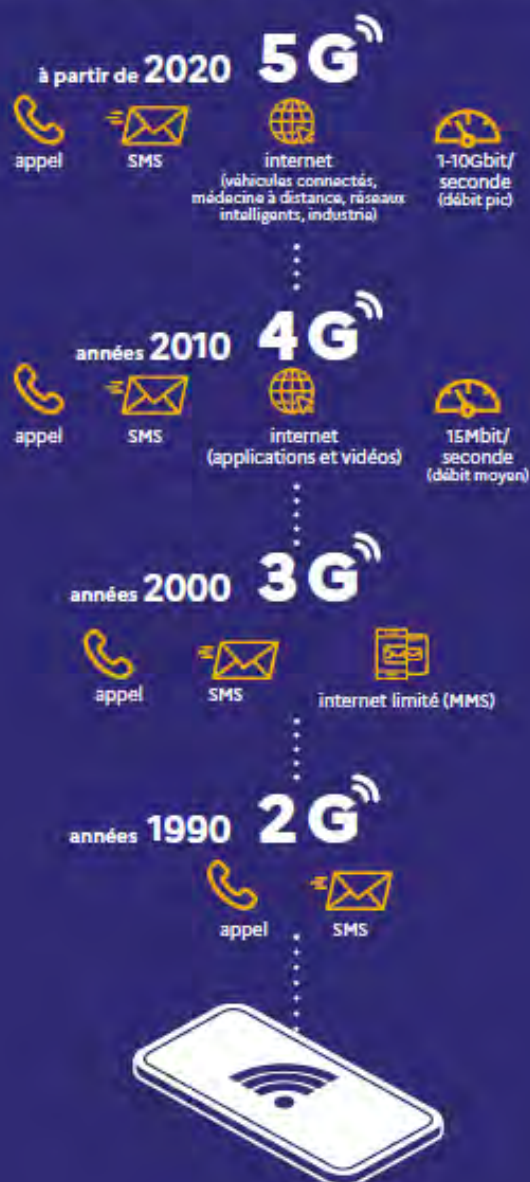 à partir de 2020 5G
appel
SMS
internet
(véhicules connectés,
médecine à distance, réseaux
intelligents, industrie)
1-10Gbit/
seconde
(débit pic)
années 2010 4G
appel
SMS
internet
(applications et vidéos)
15Mbit/
seconde
(débit moyen)
années 2000 3G
appel
SMS
internet limité (MMS)
années 1990 2G
appel
SMS